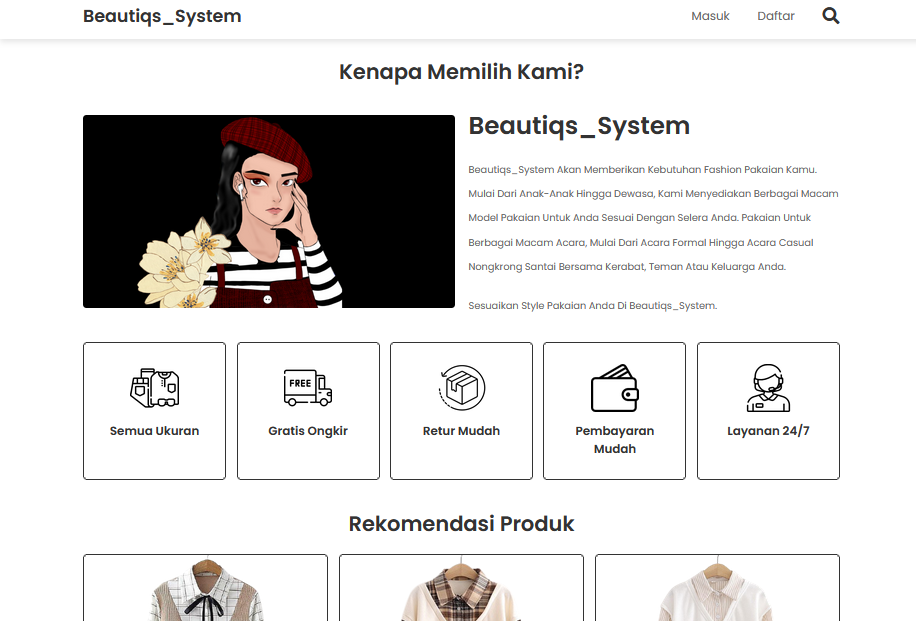 Beautiqs_System
Masuk
Daftar
Kenapa Memilih Kami?
Beautiqs_System
Beautiqs_System Akan Memberikan Kebutuhan Fashion Pakaian Kamu.
Mulai Dari Anak-Anak Hingga Dewasa, Kami Menyediakan Berbagai Macam
Model Pakaian Untuk Anda Sesuai Dengan Selera Anda. Pakaian Untuk
Berbagai Macam Acara, Mulai Dari Acara Formal Hingga Acara Casual
Nongkrong Santai Bersama Kerabat, Teman Atau Keluarga Anda.
Sesuaikan Style Pakaian Anda Di Beautiqs_System.
Semua Ukuran
FREE
Gratis Ongkir
Retur Mudah
Pembayaran
Mudah
Layanan 24/7
Rekomendasi Produk